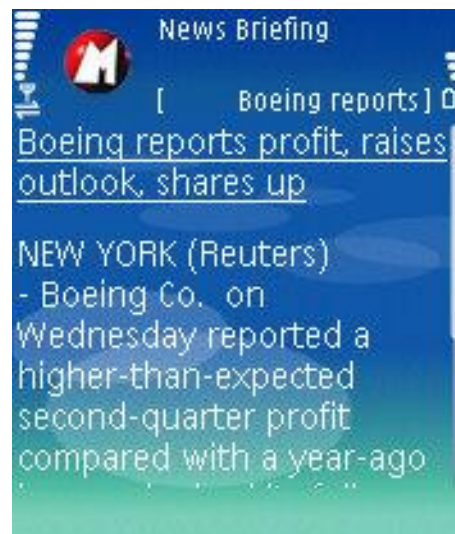 News Briefing
[ Boeing reports ]
Boeing reports profit, raises
outlook, shares up
NEW YORK (Reuters)
- Boeing Co. on
Wednesday reported a
higher-than-expected
second-quarter profit
compared with a year-ago